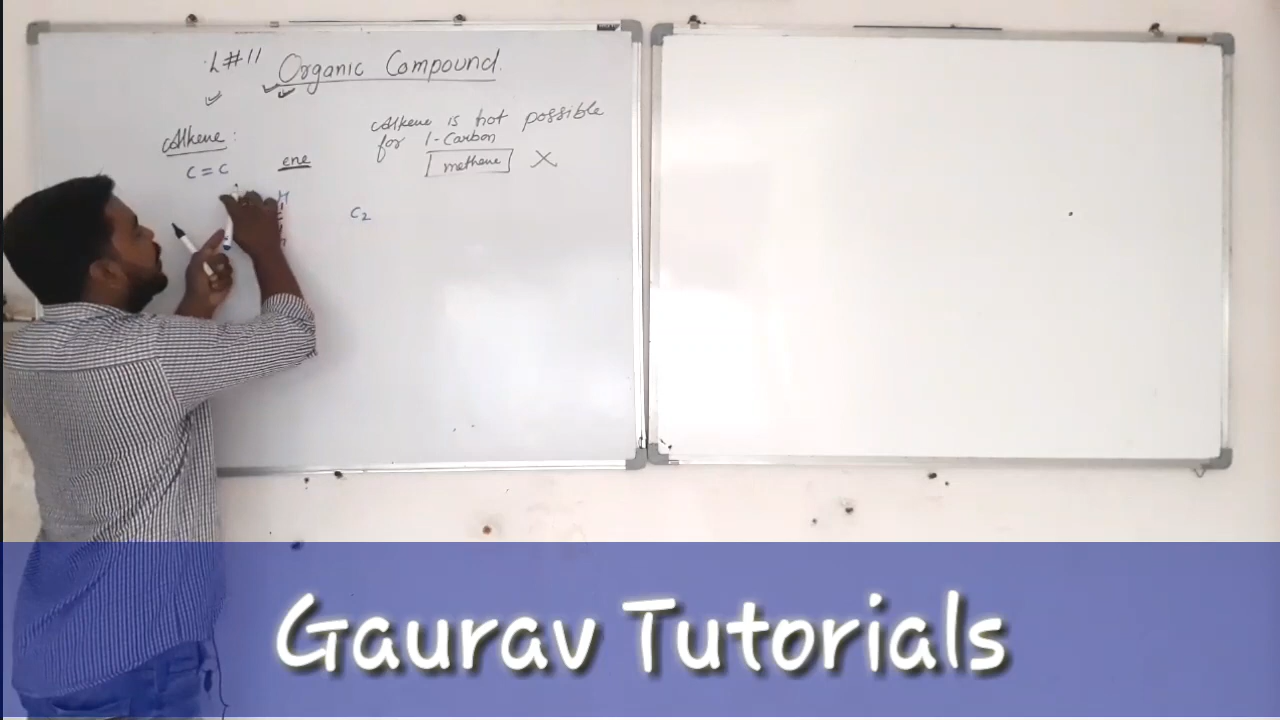 L#11 Organic Compound.
Alkene :
C = C
ene
Alkene is not possible
for 1-Carbon
methene X
H
C2
Gaurav Tutorials